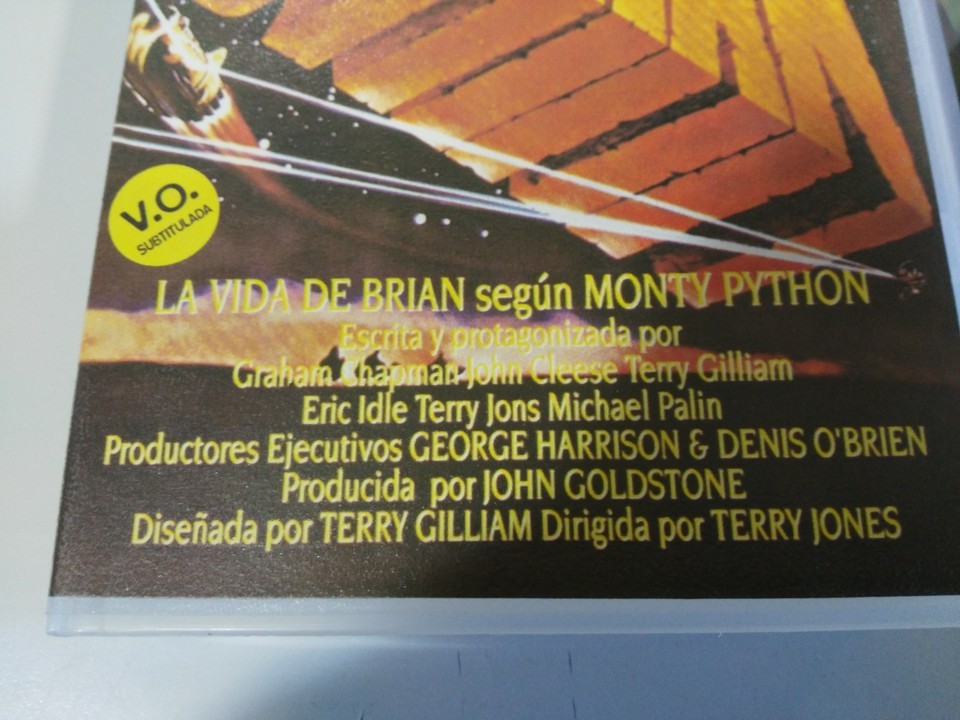 V.O.
SUBTITULADA
LA VIDA DE BRIAN según MONTY PYTHON
Escrita y protagonizada por
Graham Chapman John Cleese Terry Gilliam
Eric Idle Terry Jons Michael Palin
Productores Ejecutivos GEORGE HARRISON & DENIS O'BRIEN
Producida por JOHN GOLDSTONE
Diseñada por TERRY GILLIAM Dirigida por TERRY JONES